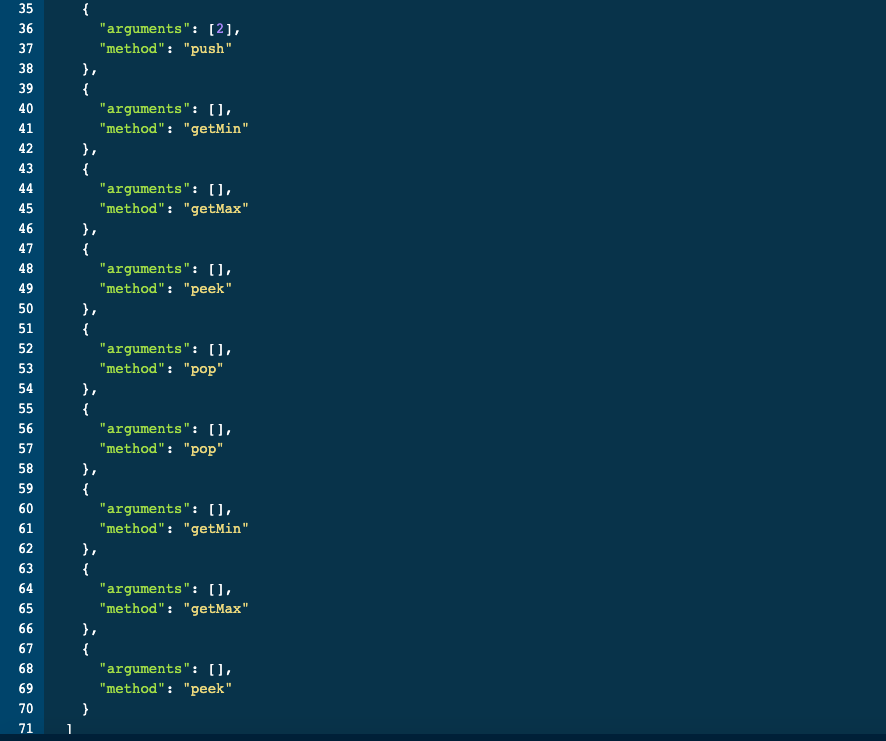 35 {
36 "arguments": [2],
37 "method": "push"
38 },
39 {
40 "arguments": [],
41 "method": "getMin"
42 },
43 {
44 "arguments": [],
45 "method": "getMax"
46 },
47 {
48 "arguments": [],
49 "method": "peek"
50 },
51 {
52 "arguments": [],
53 "method": "pop"
54 },
55 {
56 "arguments": [],
57 "method": "pop"
58 },
59 {
60 "arguments": [],
61 "method": "getMin"
62 },
63 {
64 "arguments": [],
65 "method": "getMax"
66 },
67 {
68 "arguments": [],
69 "method": "peek"
70 }
71 ]